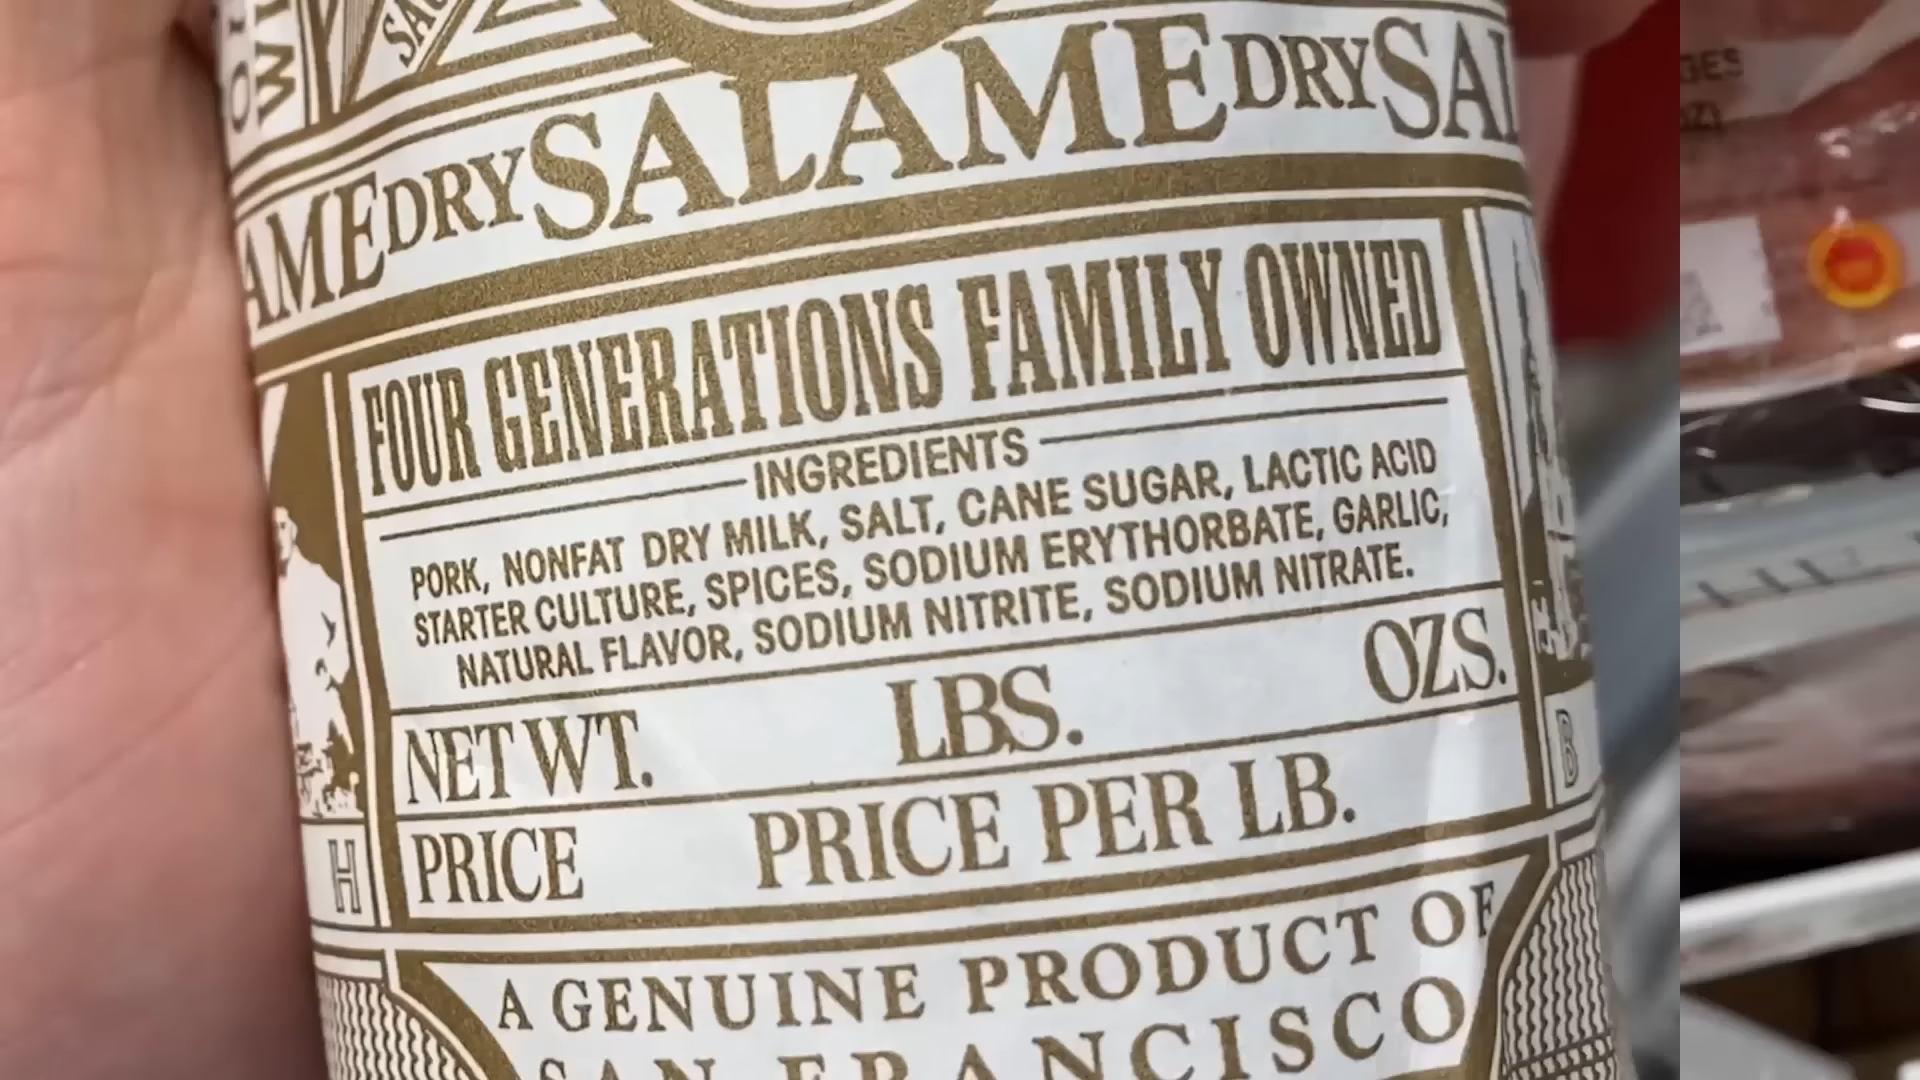 SALAME DRY SAL
AME DRY
FOUR GENERATIONS FAMILY OWNED
INGREDIENTS
PORK, NONFAT DRY MILK, SALT, CANE SUGAR, LACTIC ACID
STARTER CULTURE, SPICES, SODIUM ERYTHORBATE, GARLIC,
NATURAL FLAVOR, SODIUM NITRITE, SODIUM NITRATE.
NET WT. LBS. OZS.
PRICE PRICE PER LB.
H
B
A GENUINE PRODUCT OF
SAN FRANCISCO